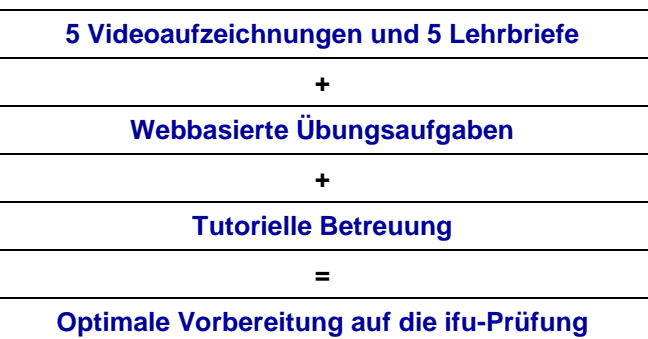 5 Videoaufzeichnungen und 5 Lehrbriefe
+
Webbasierte Übungsaufgaben
+
Tutorielle Betreuung
=
Optimale Vorbereitung auf die ifu-Prüfung